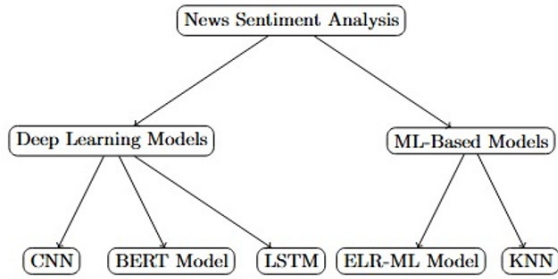 News Sentiment Analysis
Deep Learning Models
ML-Based Models
CNN
BERT Model
LSTM
ELR-ML Model
KNN